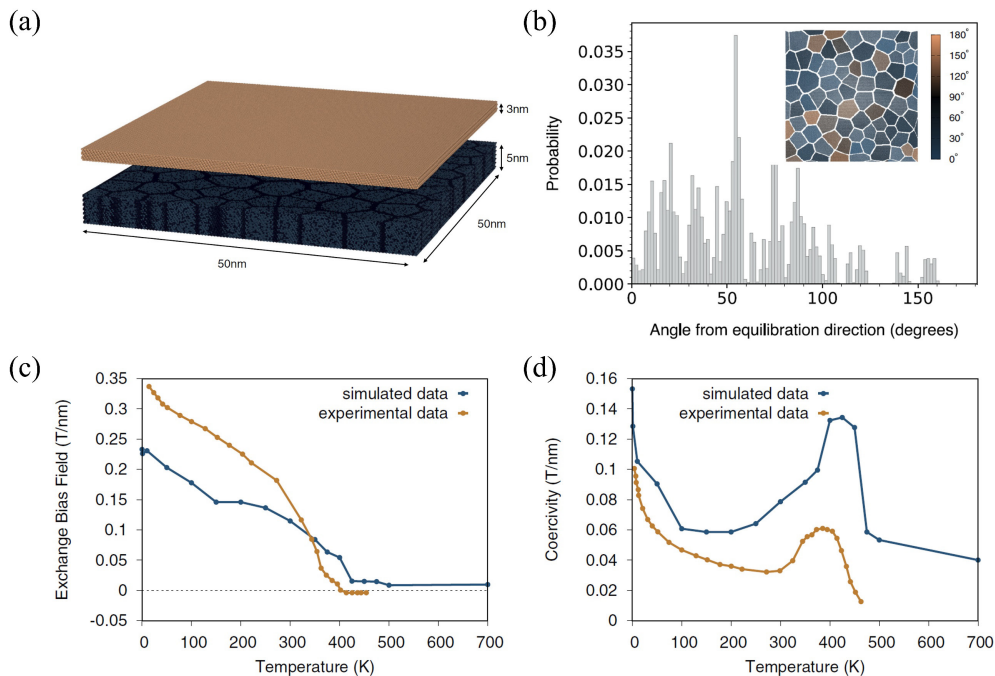 (a)
3nm
5nm
50nm
50nm
(b)
Probability
0.035
0.030
0.025
0.020
0.015
0.010
0.005
0.000
0
50
100
150
Angle from equilibration direction (degrees)
180°
150°
120°
90°
60°
30°
0°
(c)
Exchange Bias Field (T/nm)
0.35
0.3
0.25
0.2
0.15
0.1
0.05
0
-0.05
simulated data
experimental data
0 100 200 300 400 500 600 700
Temperature (K)
(d)
Coercivity (T/nm)
0.16
0.14
0.12
0.1
0.08
0.06
0.04
0.02
0
simulated data
experimental data
0 100 200 300 400 500 600 700
Temperature (K)